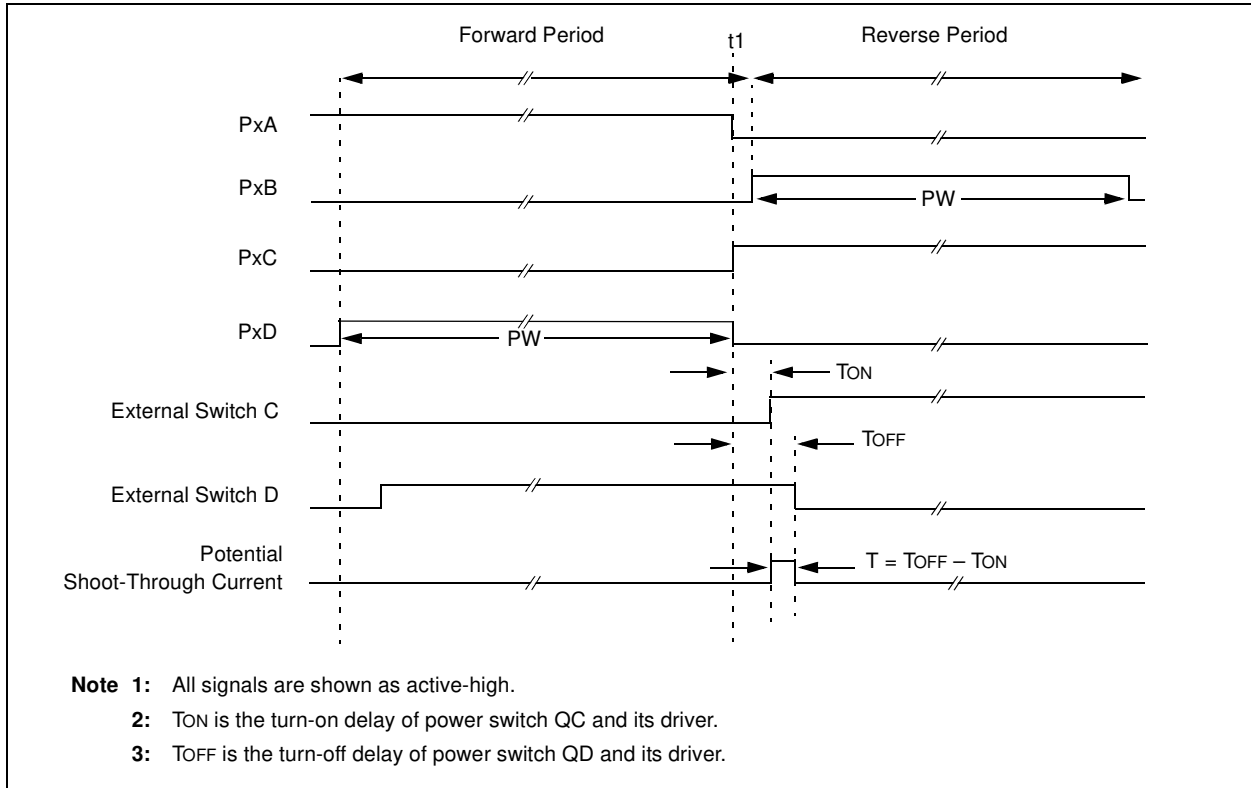 Forward Period
t1
Reverse Period
PxA
PxB
PW
PxC
PxD
PW
TON
External Switch C
TOFF
External Switch D
Potential
Shoot-Through Current
T = TOFF – TON
Note 1: All signals are shown as active-high.
2: TON is the turn-on delay of power switch QC and its driver.
3: TOFF is the turn-off delay of power switch QD and its driver.